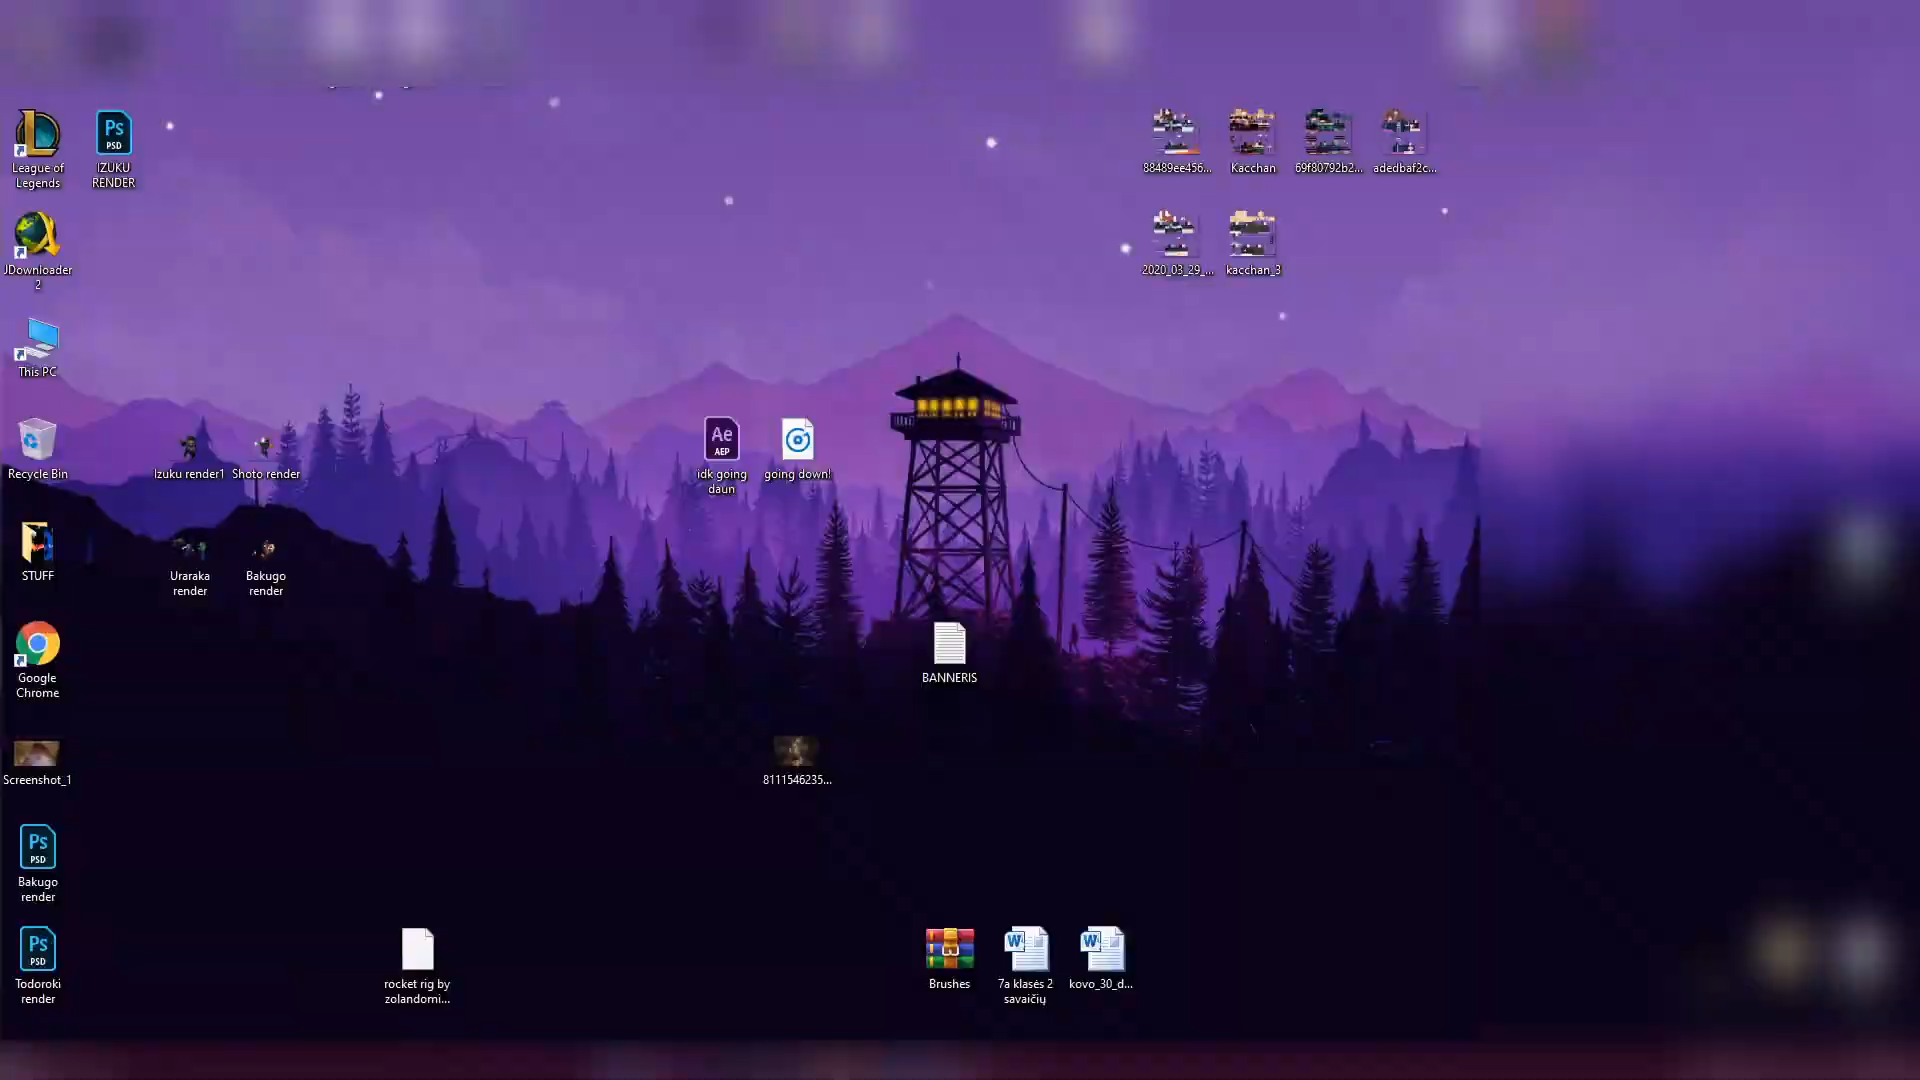 League of
Legends
Ps
PSD
IZUKU
RENDER
88489ee456...
Kacchan
69f80792b2...
adedbaf2c...
JDownloader
2
2020_03_29_...
kacchan_3
This PC
Recycle Bin
Izuku render1
Shoto render
Ae
AEP
idk going
daun
going down!
STUFF
Uraraka
render
Bakugo
render
Google
Chrome
BANNERIS
Screenshot_1
8111546235...
Ps
PSD
Bakugo
render
Ps
PSD
Todoroki
render
rocket rig by
zolandomi...
Brushes
W
7a klasės 2
savaičių
W
kovo_30_d...